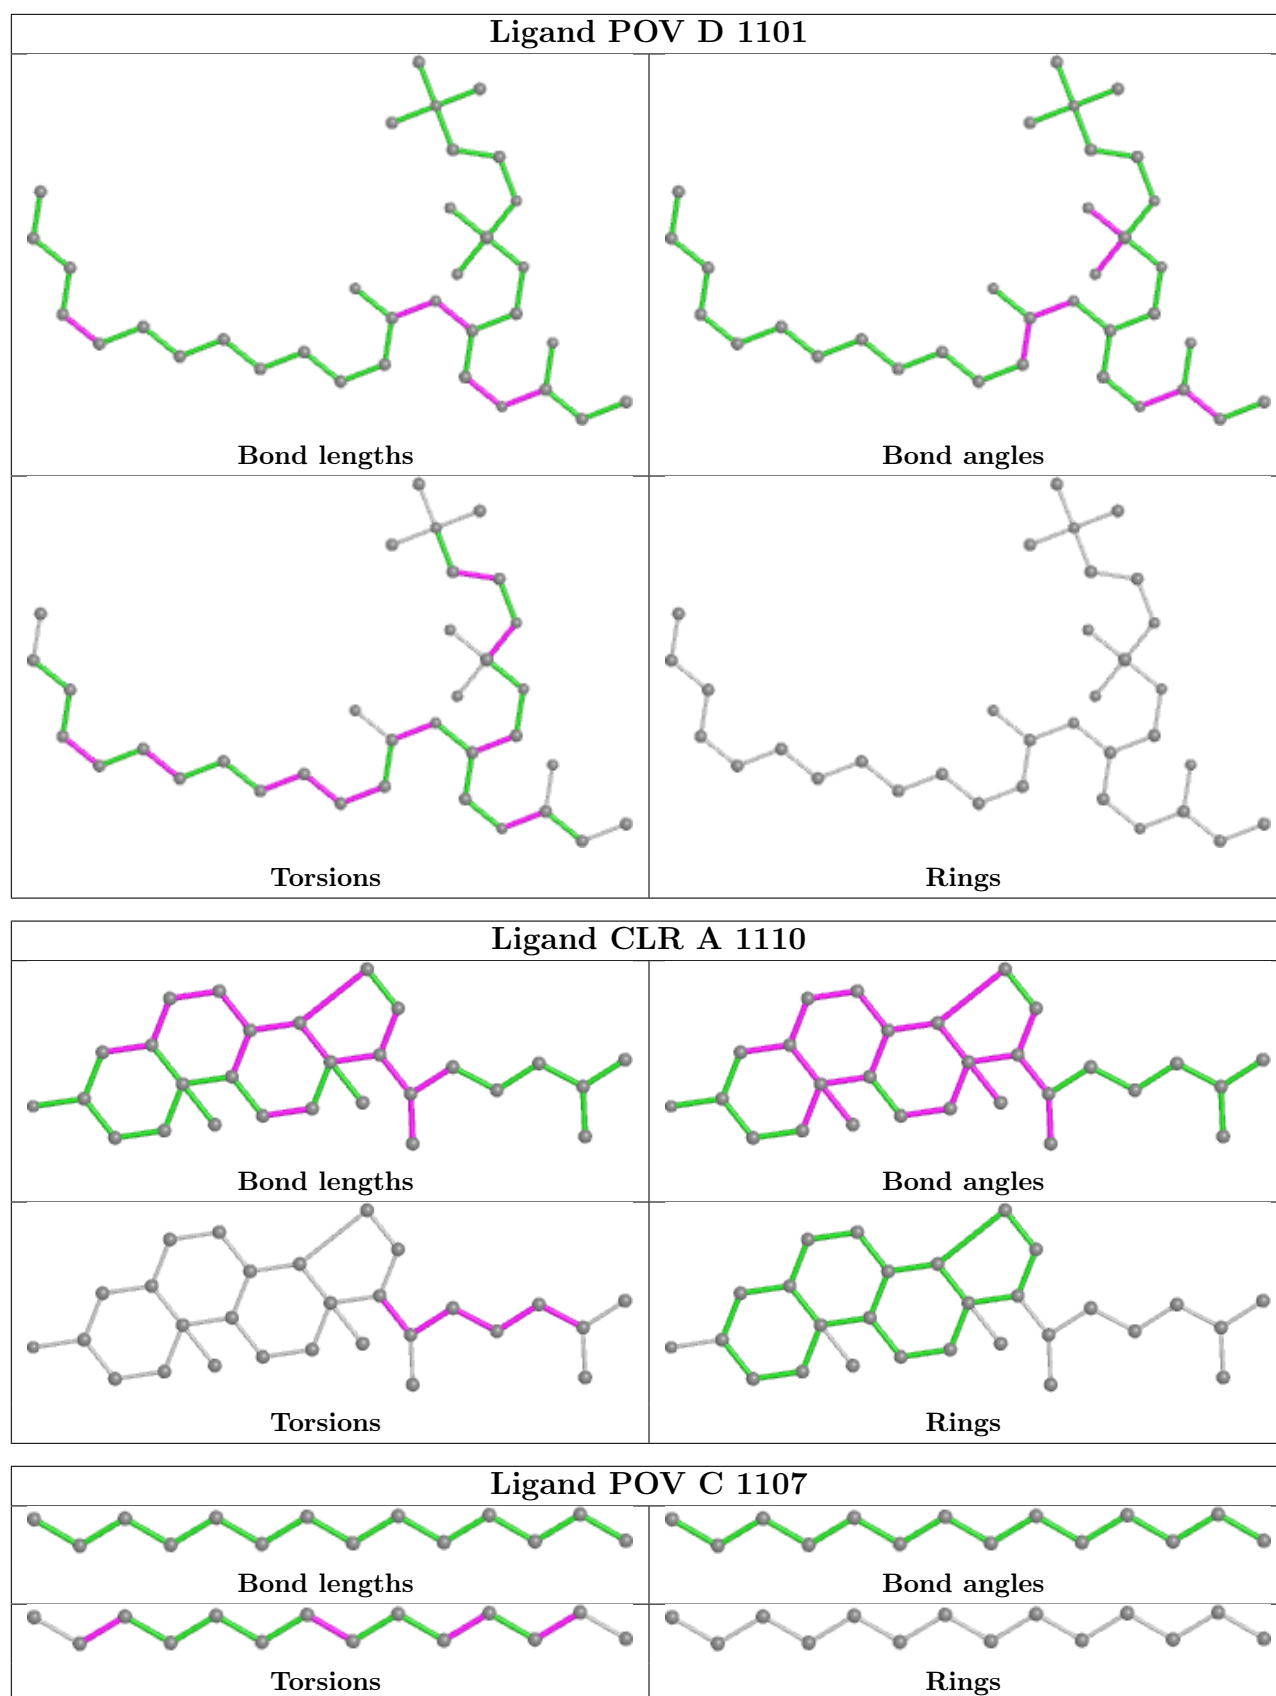 Ligand POV D 1101
Bond lengths
Bond angles
Torsions
Rings
Ligand CLR A 1110
Bond lengths
Bond angles
Torsions
Rings
Ligand POV C 1107
Bond lengths
Bond angles
Torsions
Rings